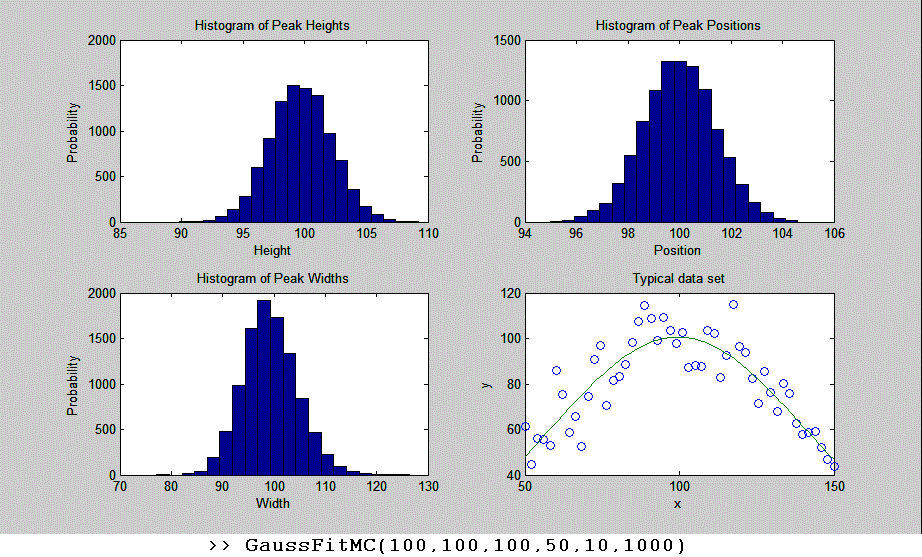 Histogram of Peak Heights
2000
1500
1000
500
0
Probability
85 90 95 100 105 110
Height
Histogram of Peak Positions
1500
1000
500
0
Probability
94 96 98 100 102 104 106
Position
Histogram of Peak Widths
2000
1500
1000
500
0
Probability
70 80 90 100 110 120 130
Width
Typical data set
120
100
80
60
40
y
50 100 150
x
>> GaussFitMC(100,100,100,50,10,1000)